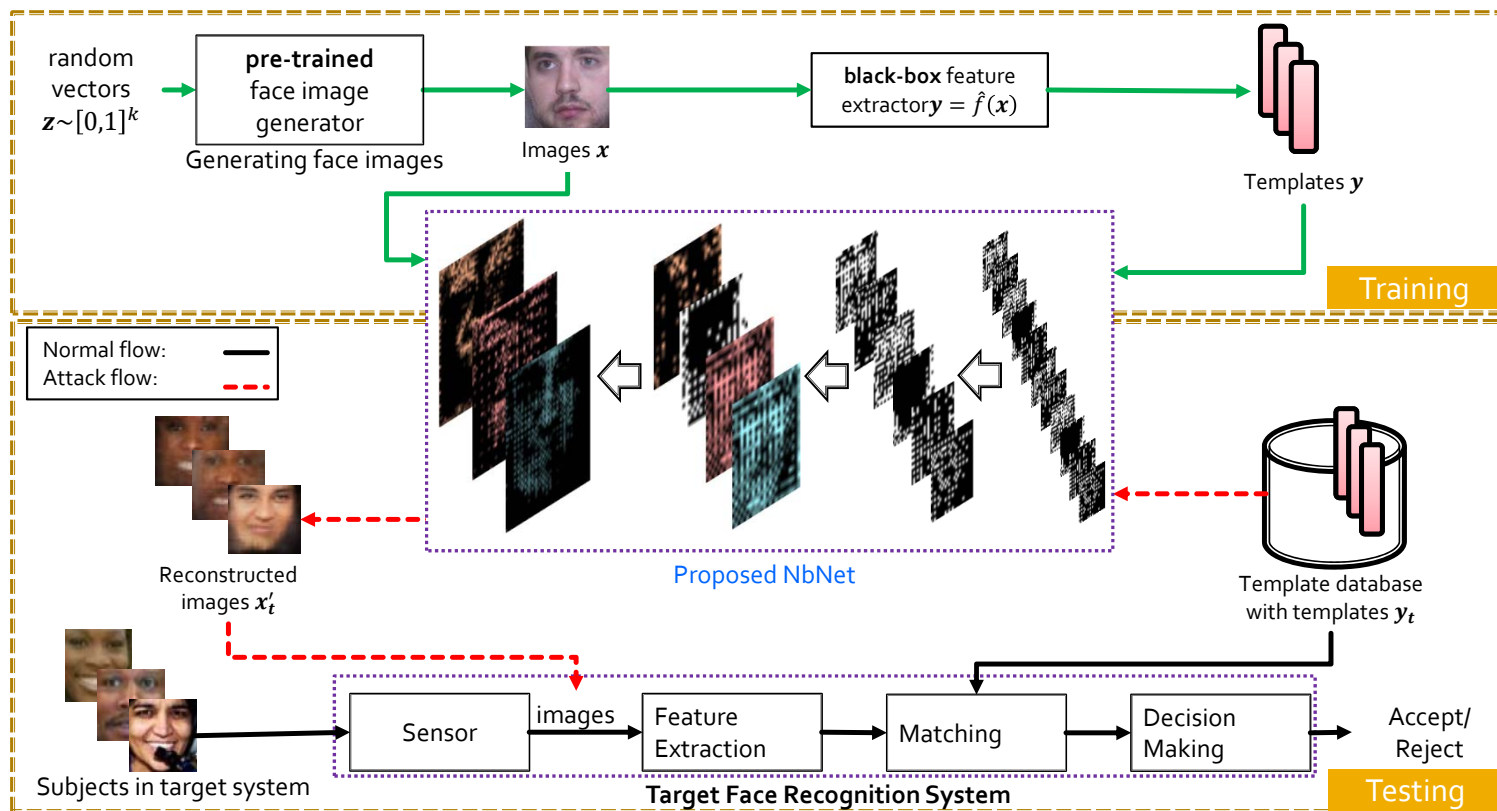 random
vectors
z~[0,1]^k
pre-trained
face image
generator
Generating face images
Images x
black-box feature
extractory = f̂(x)
Templates y
Training
Normal flow:
Attack flow:
Proposed NbNet
Reconstructed
images x′_t
Template database
with templates y_t
Subjects in target system
Sensor
images
Feature
Extraction
Matching
Decision
Making
Accept/
Reject
Target Face Recognition System
Testing